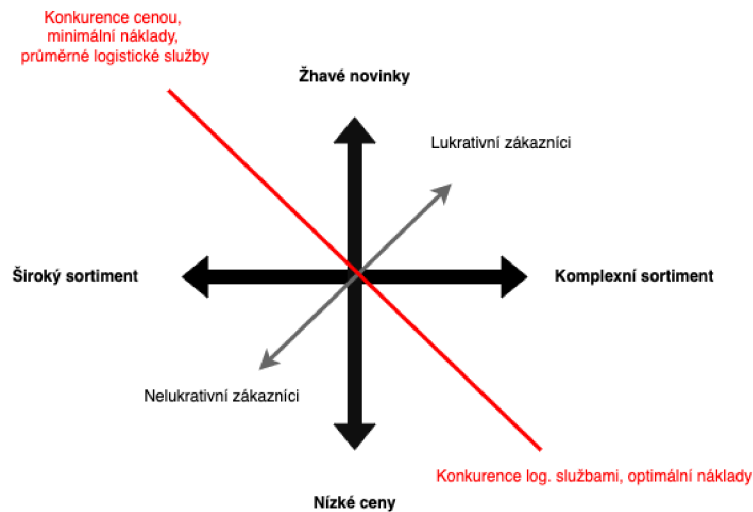 Konkurence cenou,
minimální náklady,
průměrné logistické služby
Žhavé novinky
Lukrativní zákazníci
Široký sortiment
Komplexní sortiment
Nelukrativní zákazníci
Konkurence log. službami, optimální náklady
Nízké ceny